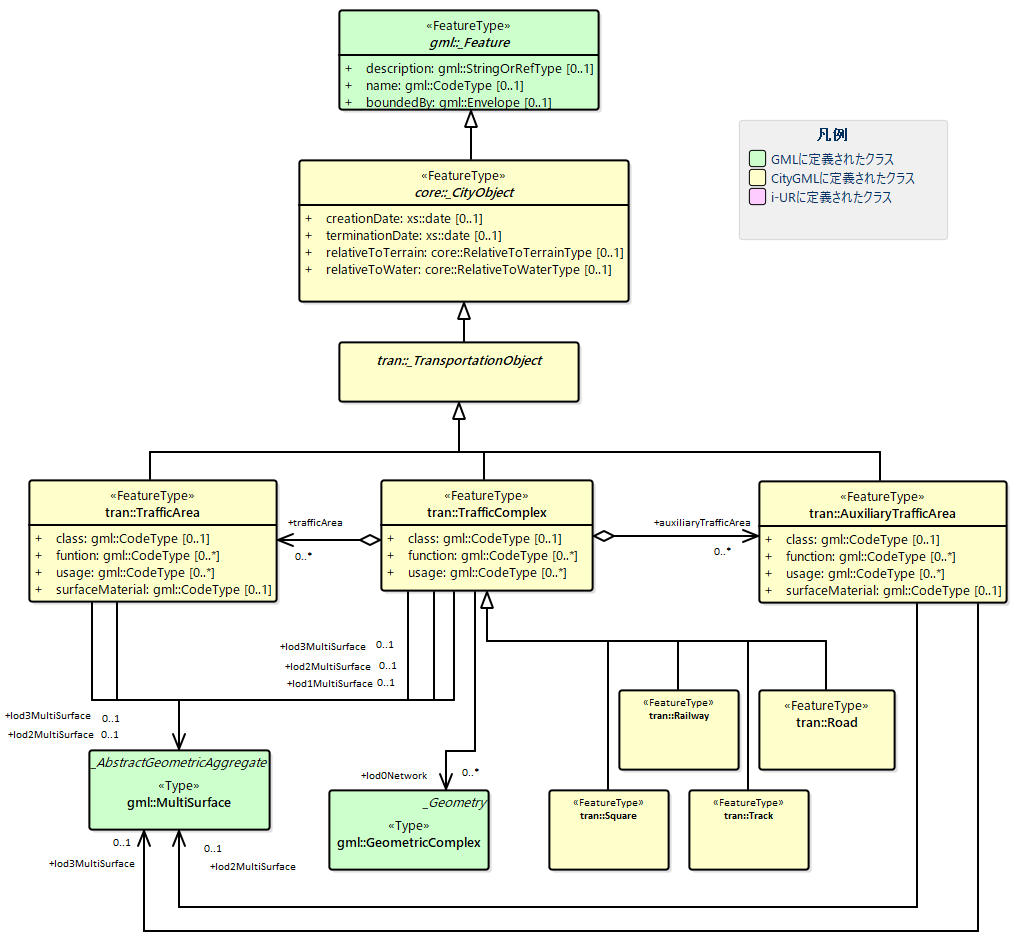 «FeatureType»
gml::_Feature
+ description: gml::StringOrRefType [0..1]
+ name: gml::CodeType [0..1]
+ boundedBy: gml::Envelope [0..1]
凡例
GMLに定義されたクラス
CityGMLに定義されたクラス
i-URに定義されたクラス
«FeatureType»
core::_CityObject
+ creationDate: xs::date [0..1]
+ terminationDate: xs::date [0..1]
+ relativeToTerrain: core::RelativeToTerrainType [0..1]
+ relativeToWater: core::RelativeToWaterType [0..1]
tran::_TransportationObject
«FeatureType»
tran::TrafficArea
+ class: gml::CodeType [0..1]
+ funtion: gml::CodeType [0..*]
+ usage: gml::CodeType [0..*]
+ surfaceMaterial: gml::CodeType [0..1]
+trafficArea
0..*
«FeatureType»
tran::TrafficComplex
+ class: gml::CodeType [0..1]
+ function: gml::CodeType [0..*]
+ usage: gml::CodeType [0..*]
+auxiliaryTrafficArea
0..*
«FeatureType»
tran::AuxiliaryTrafficArea
+ class: gml::CodeType [0..1]
+ function: gml::CodeType [0..*]
+ usage: gml::CodeType [0..*]
+ surfaceMaterial: gml::CodeType [0..1]
+lod3MultiSurface 0..1
+lod2MultiSurface 0..1
+lod1MultiSurface 0..1
+lod3MultiSurface 0..1
+lod2MultiSurface 0..1
«FeatureType»
tran::Railway
«FeatureType»
tran::Road
_AbstractGeometricAggregate
«Type»
gml::MultiSurface
+lod0Network 0..*
_Geometry
«Type»
gml::GeometricComplex
«FeatureType»
tran::Square
«FeatureType»
tran::Track
0..1
+lod3MultiSurface
0..1
+lod2MultiSurface